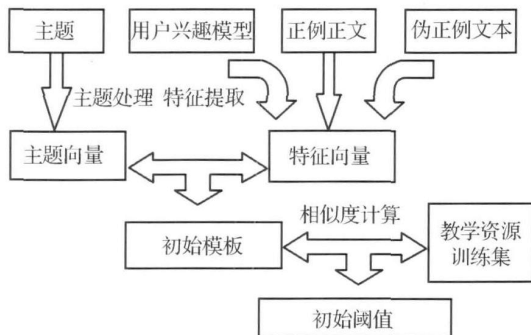 主题
用户兴趣模型
正例正文
伪正例文本
主题处理 特征提取
主题向量
特征向量
相似度计算
初始模板
教学资源
训练集
初始阈值